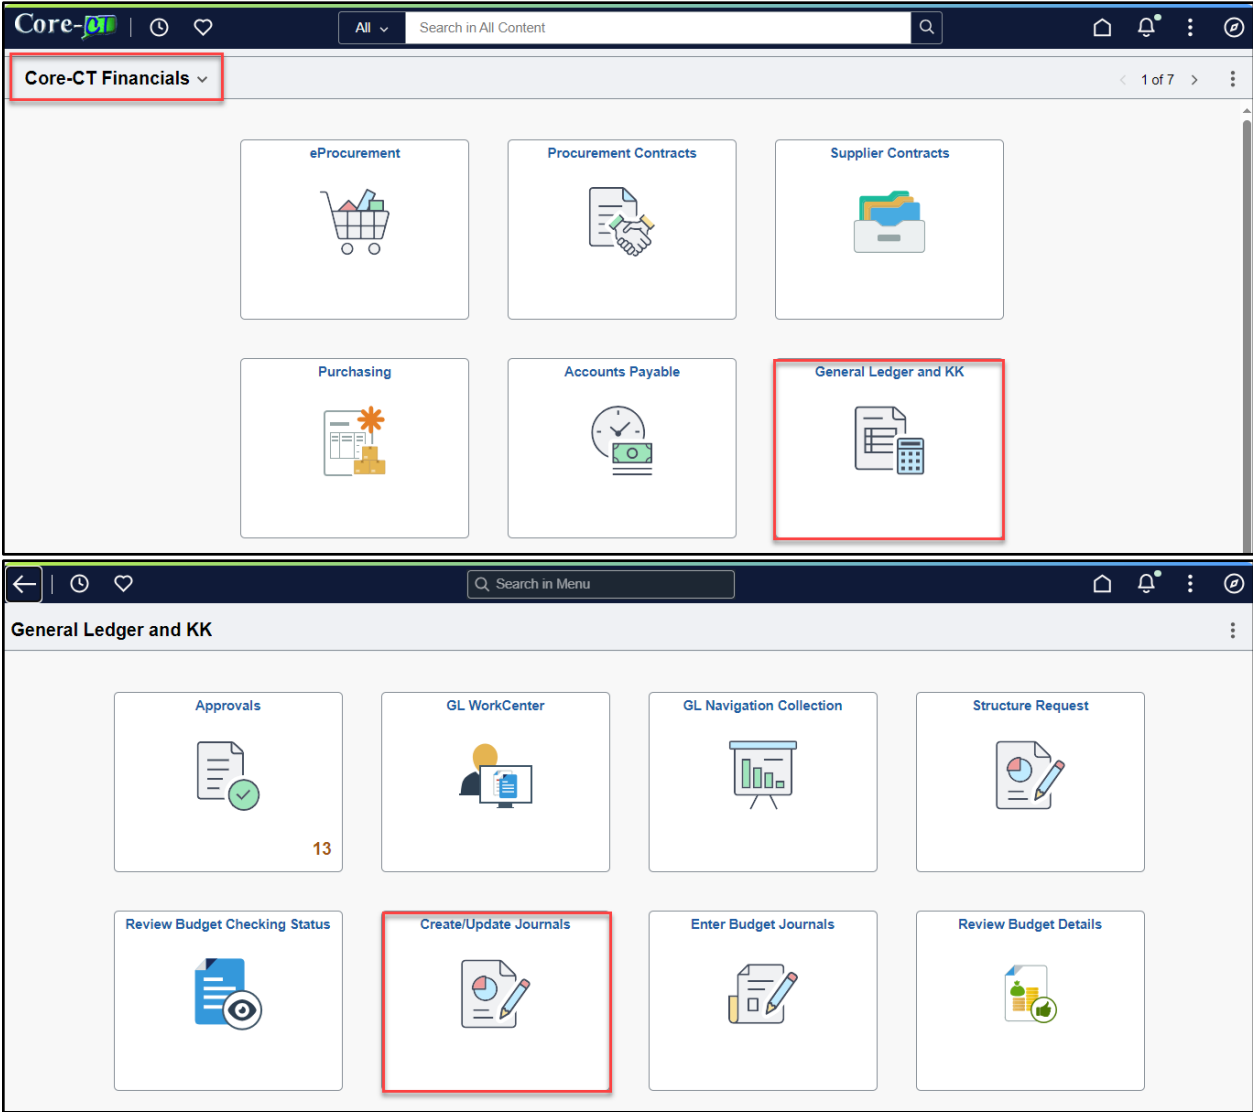 Core-CT
All
Search in All Content
Core-CT Financials
1 of 7
eProcurement
Procurement Contracts
Supplier Contracts
Purchasing
Accounts Payable
General Ledger and KK
Search in Menu
General Ledger and KK
Approvals
GL WorkCenter
GL Navigation Collection
Structure Request
13
Review Budget Checking Status
Create/Update Journals
Enter Budget Journals
Review Budget Details